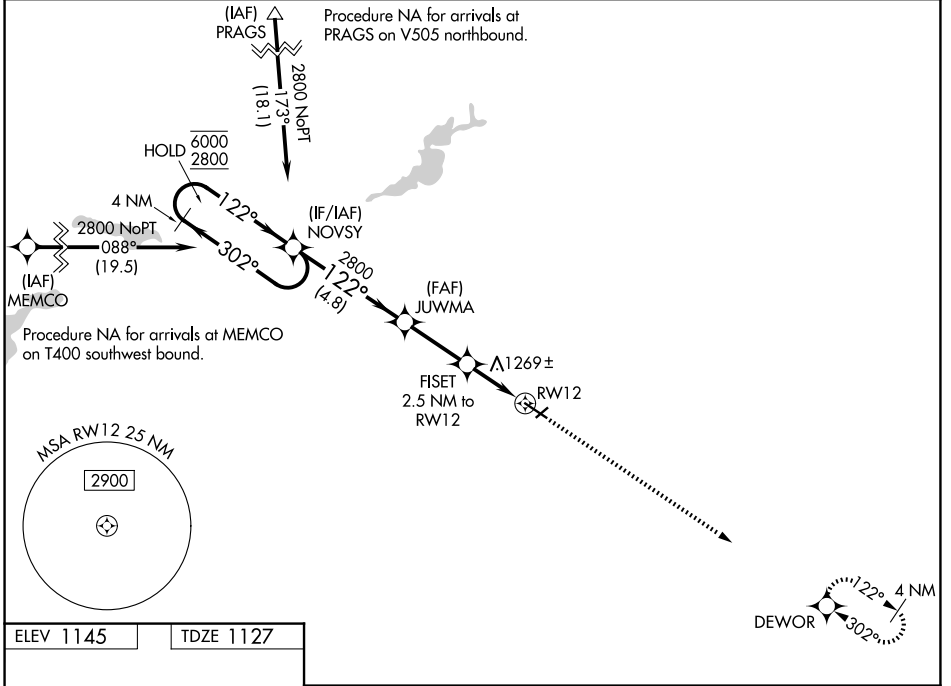 (IAF)
PRAGS
Procedure NA for arrivals at
PRAGS on V505 northbound.
2800 NoPT
173°
(18.1)
HOLD
6000
2800
4 NM
122°
302°
(IF/IAF)
NOVSY
2800 NoPT
088°
(19.5)
(IAF)
MEMCO
2800
122°
(4.8)
(FAF)
JUWMA
Procedure NA for arrivals at MEMCO
on T400 southwest bound.
1269±
FISET
2.5 NM to
RW12
RW12
MSA RW12 25 NM
2900
122°
4 NM
302°
DEWOR
ELEV 1145
TDZE 1127